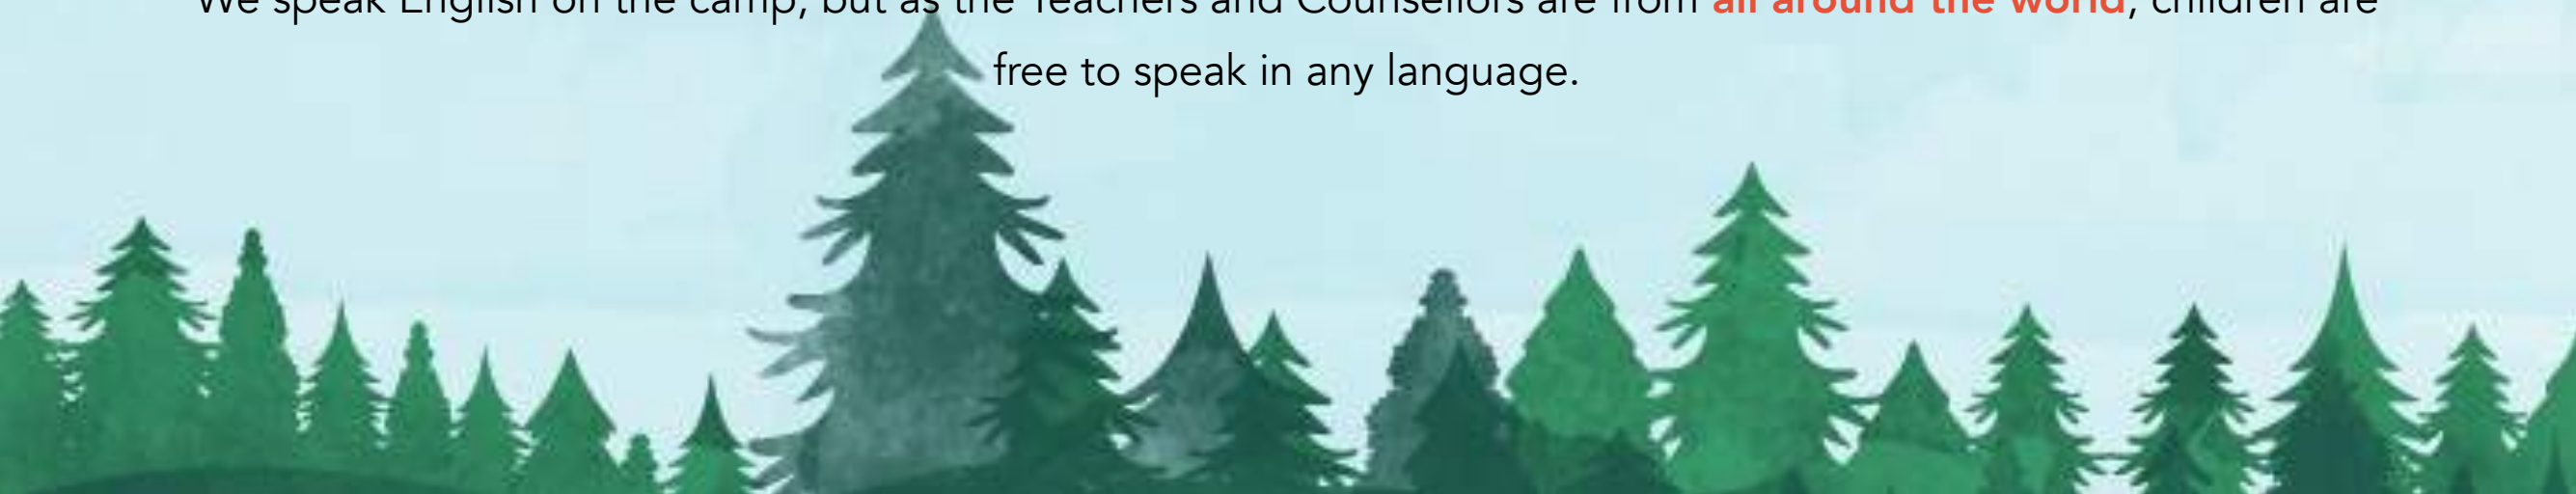 We speak English on the camp, but as the Teachers and Counsellors are from all around the world, children are
free to speak in any language.